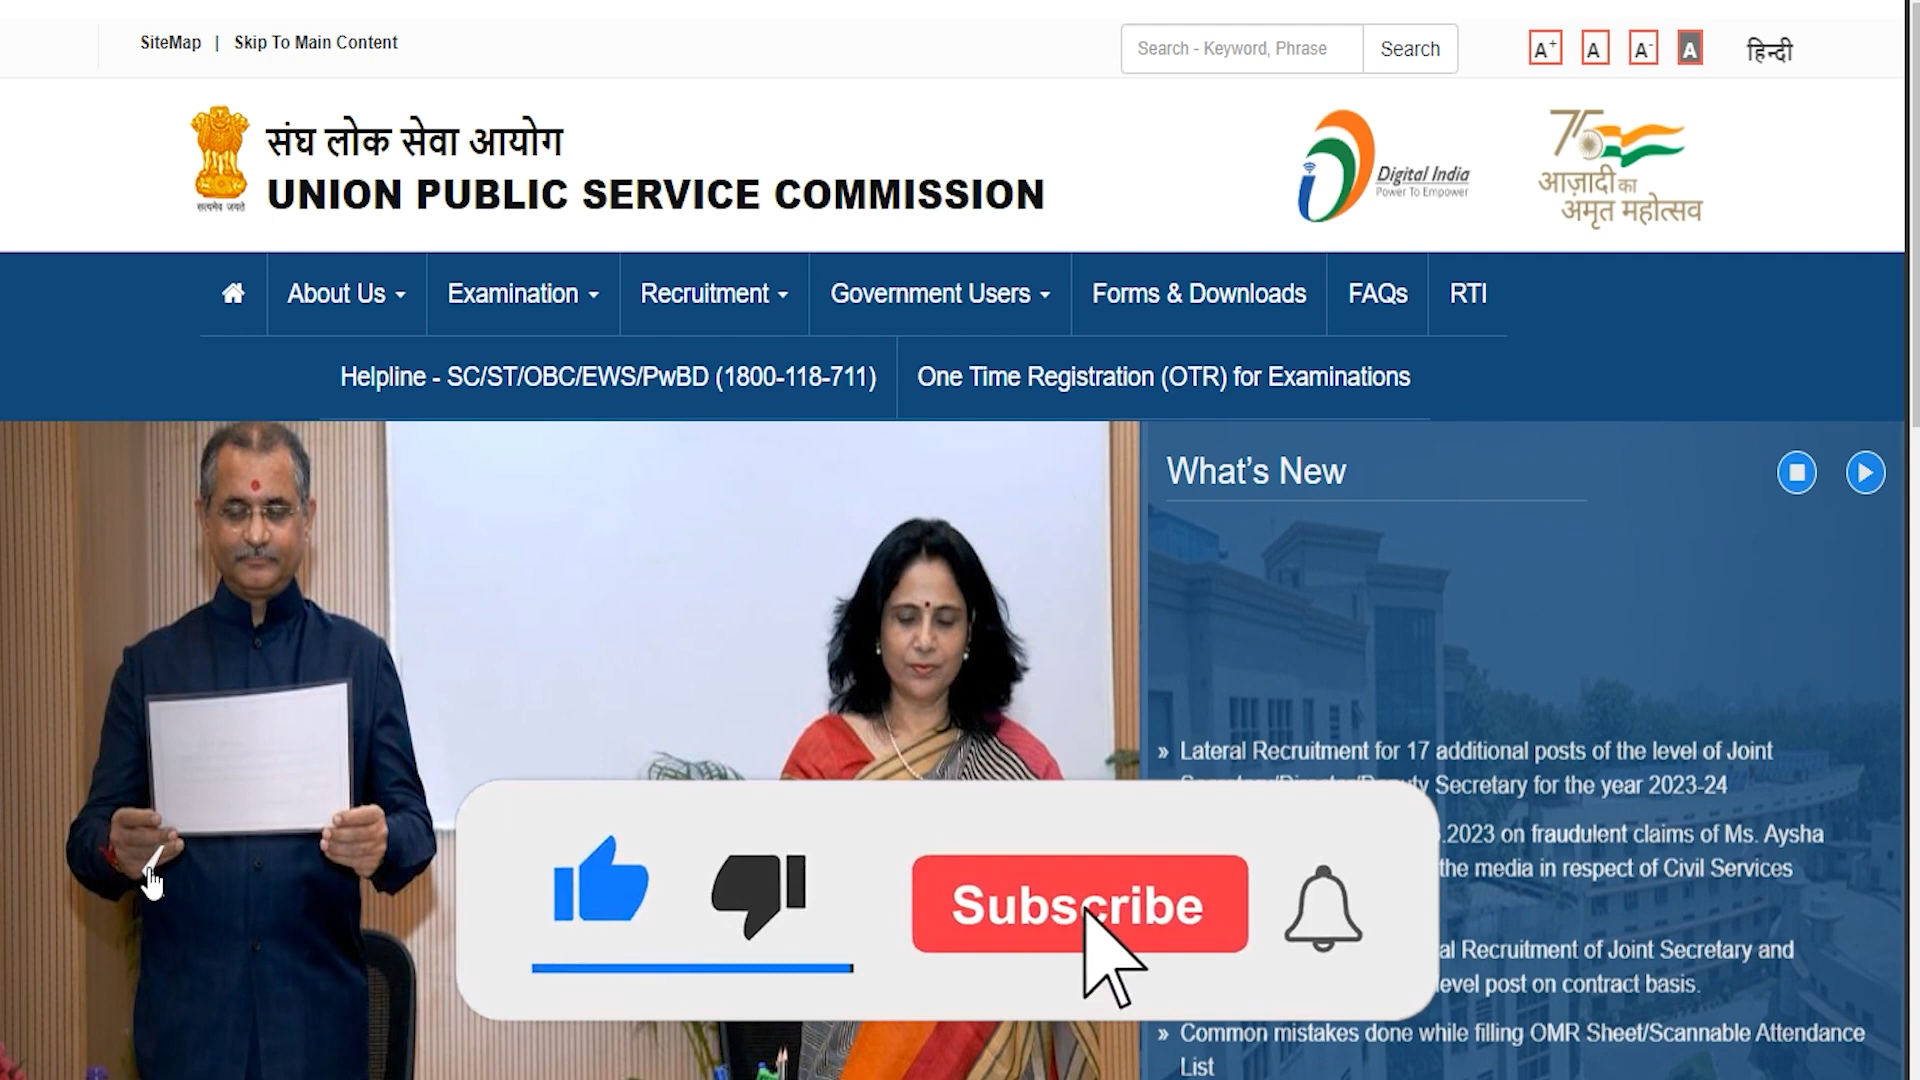 SiteMap | Skip To Main Content
Search - Keyword, Phrase Search
A+ A A- A हिन्दी
संघ लोक सेवा आयोग
UNION PUBLIC SERVICE COMMISSION
सत्यमेव जयते
Digital India
Power To Empower
75
आज़ादी का
अमृत महोत्सव
About Us Examination Recruitment Government Users Forms & Downloads FAQs RTI
Helpline - SC/ST/OBC/EWS/PwBD (1800-118-711) One Time Registration (OTR) for Examinations
What's New
» Lateral Recruitment for 17 additional posts of the level of Joint
Secretary for the year 2023-24
.2023 on fraudulent claims of Ms. Aysha
the media in respect of Civil Services
Recruitment of Joint Secretary and
level post on contract basis.
» Common mistakes done while filling OMR Sheet/Scannable Attendance
List
Subscribe